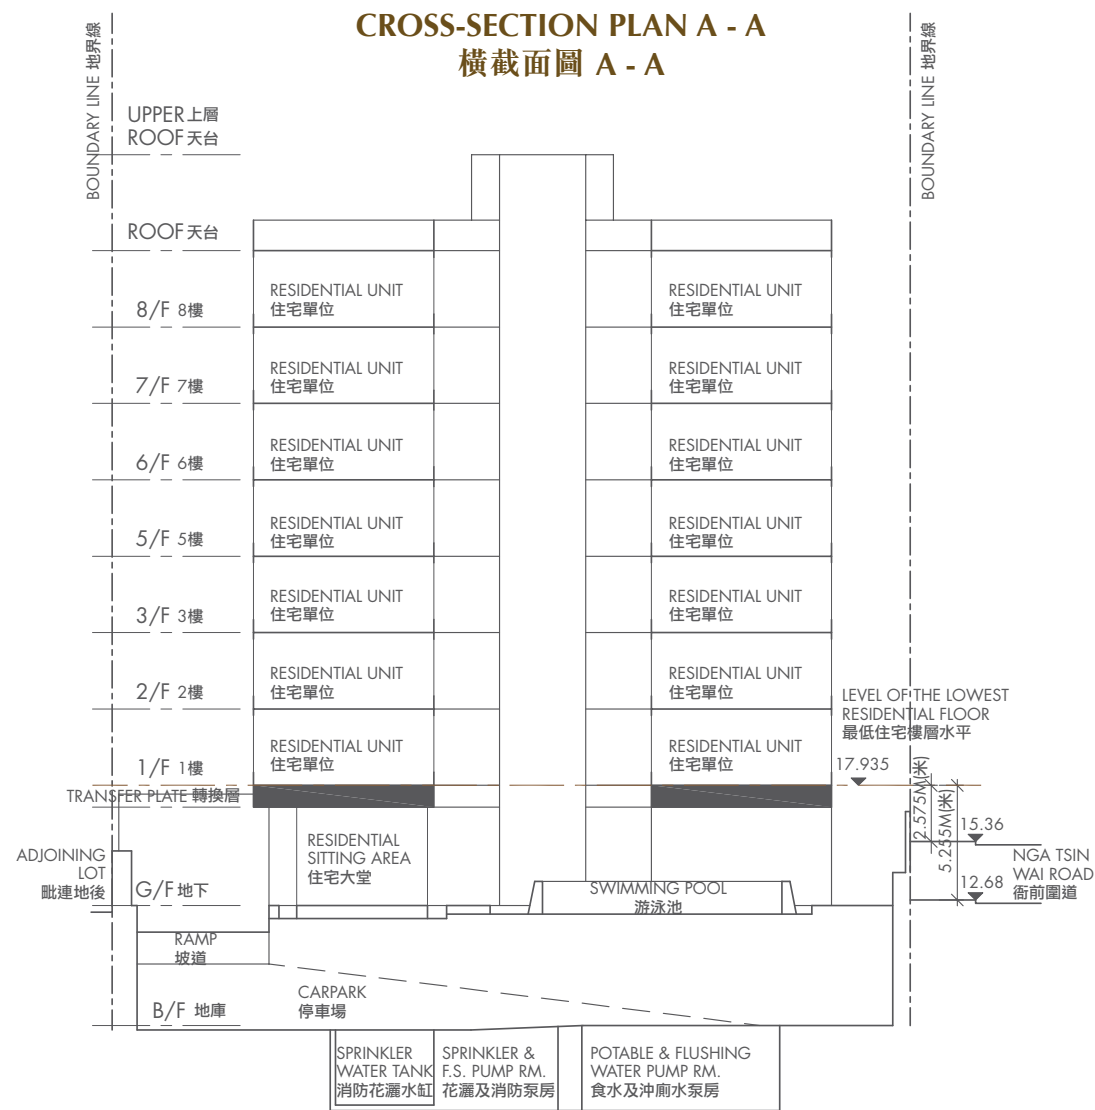 CROSS-SECTION PLAN A - A
橫截面圖 A - A
BOUNDARY LINE 地界線
BOUNDARY LINE 地界線
UPPER 上層
ROOF 天台
ROOF 天台
8/F 8樓
RESIDENTIAL UNIT
住宅單位
RESIDENTIAL UNIT
住宅單位
7/F 7樓
RESIDENTIAL UNIT
住宅單位
RESIDENTIAL UNIT
住宅單位
6/F 6樓
RESIDENTIAL UNIT
住宅單位
RESIDENTIAL UNIT
住宅單位
5/F 5樓
RESIDENTIAL UNIT
住宅單位
RESIDENTIAL UNIT
住宅單位
3/F 3樓
RESIDENTIAL UNIT
住宅單位
RESIDENTIAL UNIT
住宅單位
2/F 2樓
RESIDENTIAL UNIT
住宅單位
RESIDENTIAL UNIT
住宅單位
1/F 1樓
RESIDENTIAL UNIT
住宅單位
RESIDENTIAL UNIT
住宅單位
LEVEL OF THE LOWEST
RESIDENTIAL FLOOR
最低住宅樓層水平
17.935
2.575M(米)
5.255M(米)
15.36
12.68
NGA TSIN
WAI ROAD
衙前圍道
TRANSFER PLATE 轉換層
ADJOINING
LOT
毗連地後
G/F 地下
RESIDENTIAL
SITTING AREA
住宅大堂
SWIMMING POOL
游泳池
RAMP
坡道
B/F 地庫
CARPARK
停車場
SPRINKLER
WATER TANK
消防花灑水缸
SPRINKLER &
F.S. PUMP RM.
花灑及消防泵房
POTABLE & FLUSHING
WATER PUMP RM.
食水及沖廁水泵房